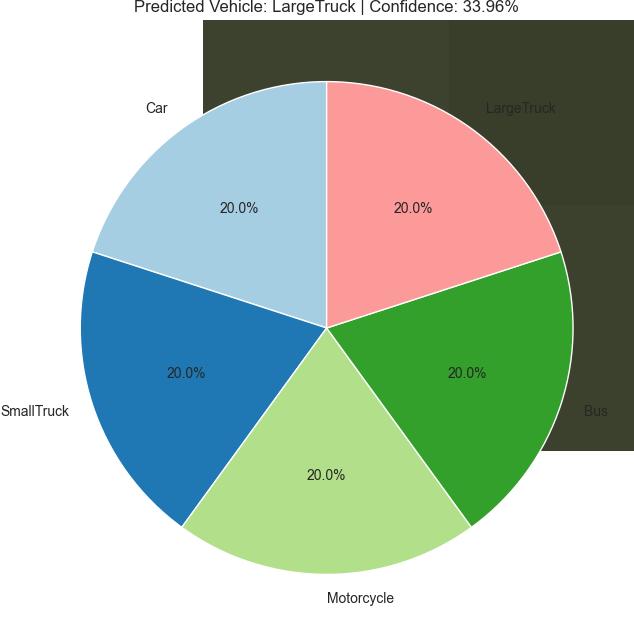 Predicted Vehicle: LargeTruck | Confidence: 33.96%
Car
LargeTruck
20.0%
20.0%
20.0%
20.0%
SmallTruck
Bus
20.0%
Motorcycle